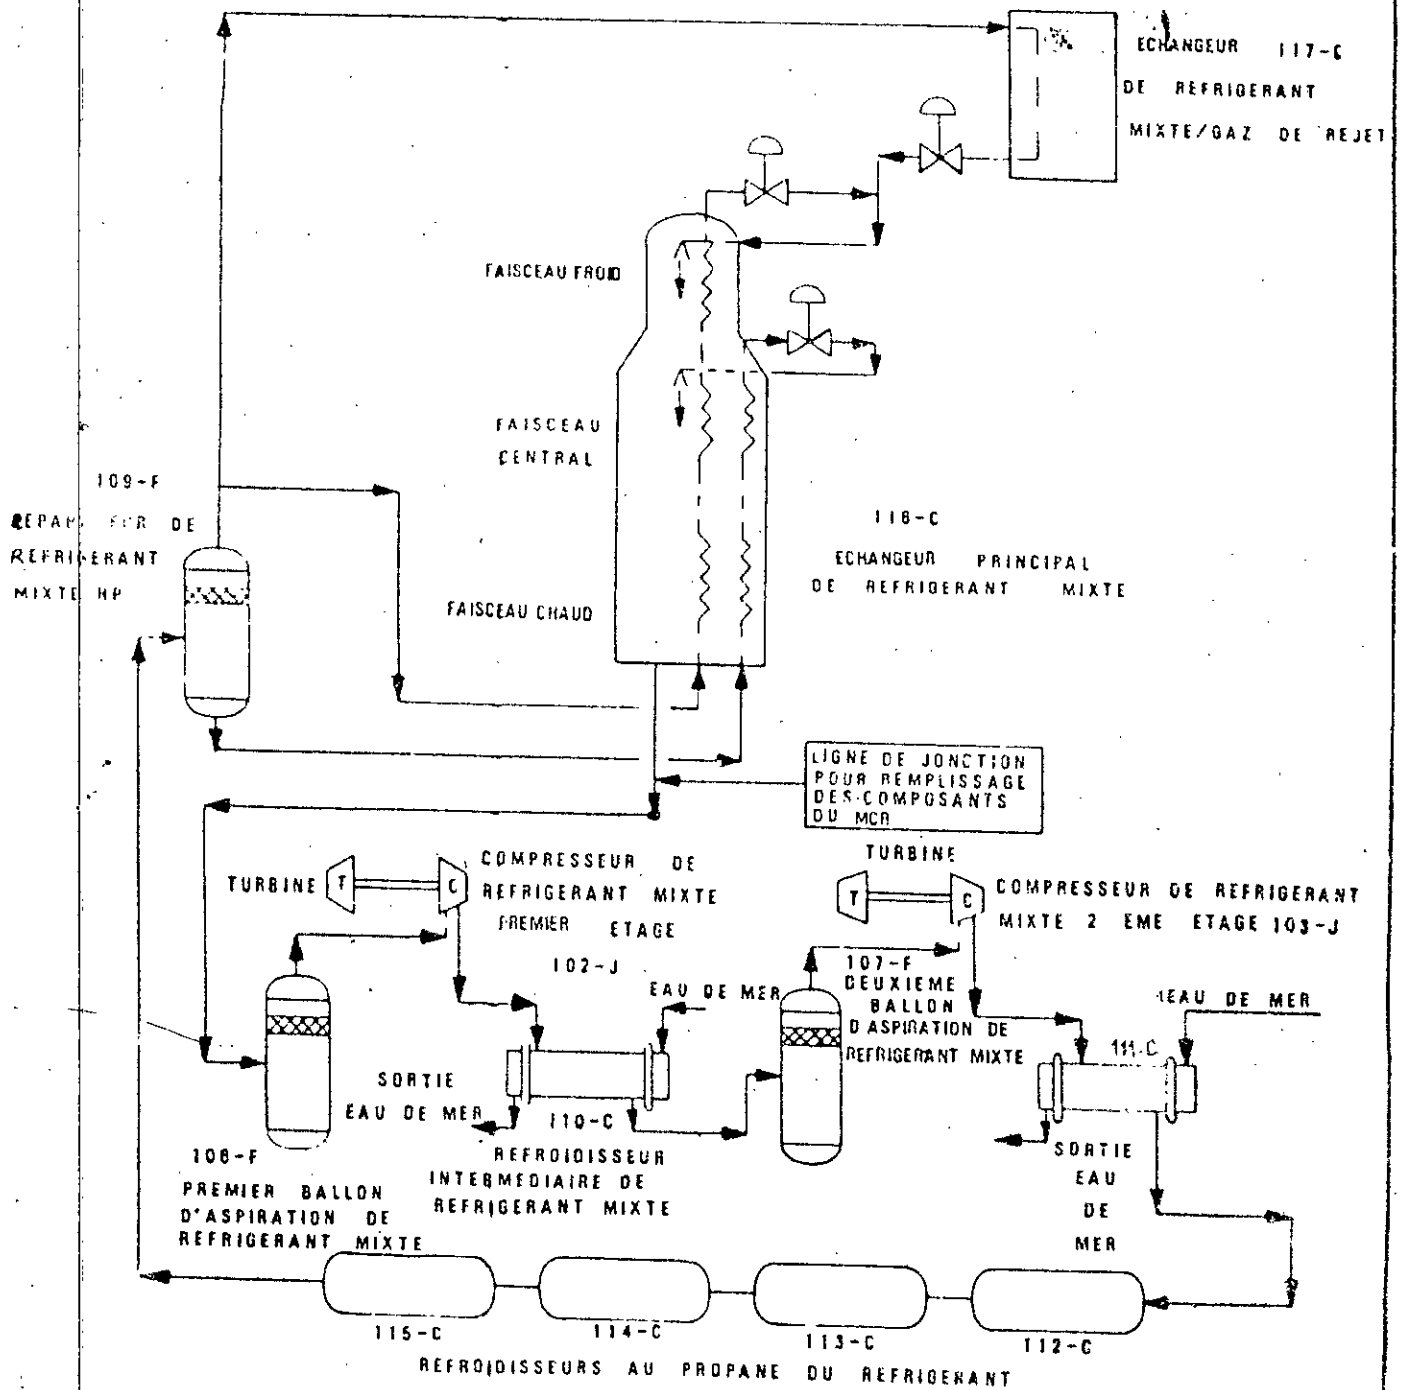 ECHANGEUR 117-C
DE REFRIGERANT
MIXTE/GAZ DE REJET
FAISCEAU FROID
FAISCEAU
CENTRAL
109-F
DE
REFRIGERANT
MIXTE HP
118-C
ECHANGEUR PRINCIPAL
DE REFRIGERANT MIXTE
FAISCEAU CHAUD
LIGNE DE JONCTION
POUR REMPLISSAGE
DES COMPOSANTS
DU MCR
TURBINE
T
C
COMPRESSEUR DE
REFRIGERANT MIXTE
PREMIER ETAGE
102-J
TURBINE
T
C
COMPRESSEUR DE REFRIGERANT
MIXTE 2 EME ETAGE 103-J
EAU DE MER
107-F
DEUXIEME
BALLON
D'ASPIRATION DE
REFRIGERANT MIXTE
EAU DE MER
111-C
SORTIE
EAU DE MER
110-C
REFROIDISSEUR
INTERMEDIAIRE DE
REFRIGERANT MIXTE
SORTIE
EAU
DE
MER
108-F
PREMIER BALLON
D'ASPIRATION DE
REFRIGERANT MIXTE
115-C
114-C
113-C
112-C
REFROIDISSEURS AU PROPANE DU REFRIGERANT